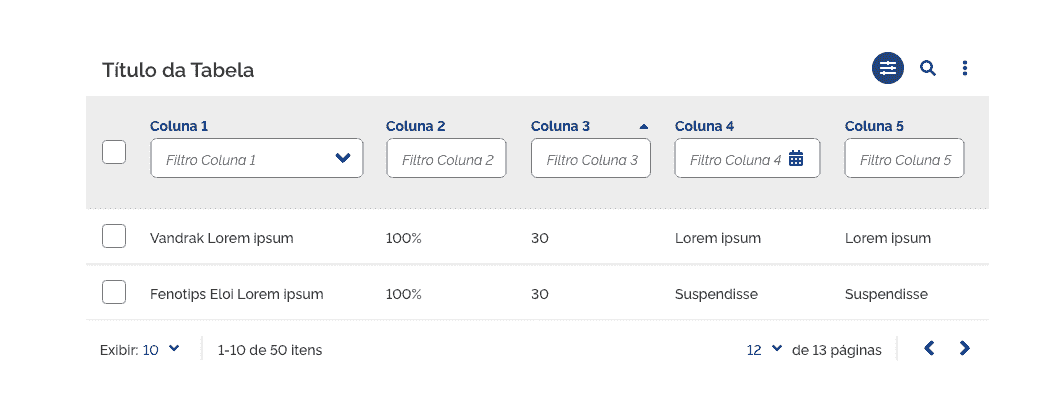 Título da Tabela
Coluna 1 Coluna 2 Coluna 3 Coluna 4 Coluna 5
Filtro Coluna 1 Filtro Coluna 2 Filtro Coluna 3 Filtro Coluna 4 Filtro Coluna 5
Vandrak Lorem ipsum 100% 30 Lorem ipsum Lorem ipsum
Fenotips Eloi Lorem ipsum 100% 30 Suspendisse Suspendisse
Exibir: 10 1-10 de 50 itens 12 de 13 páginas